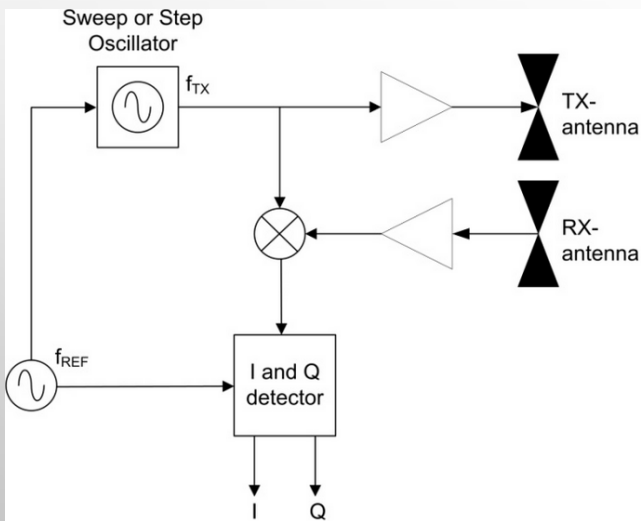 Sweep or Step
Oscillator
fTX
TX-
antenna
RX-
antenna
fREF
I and Q
detector
I
Q